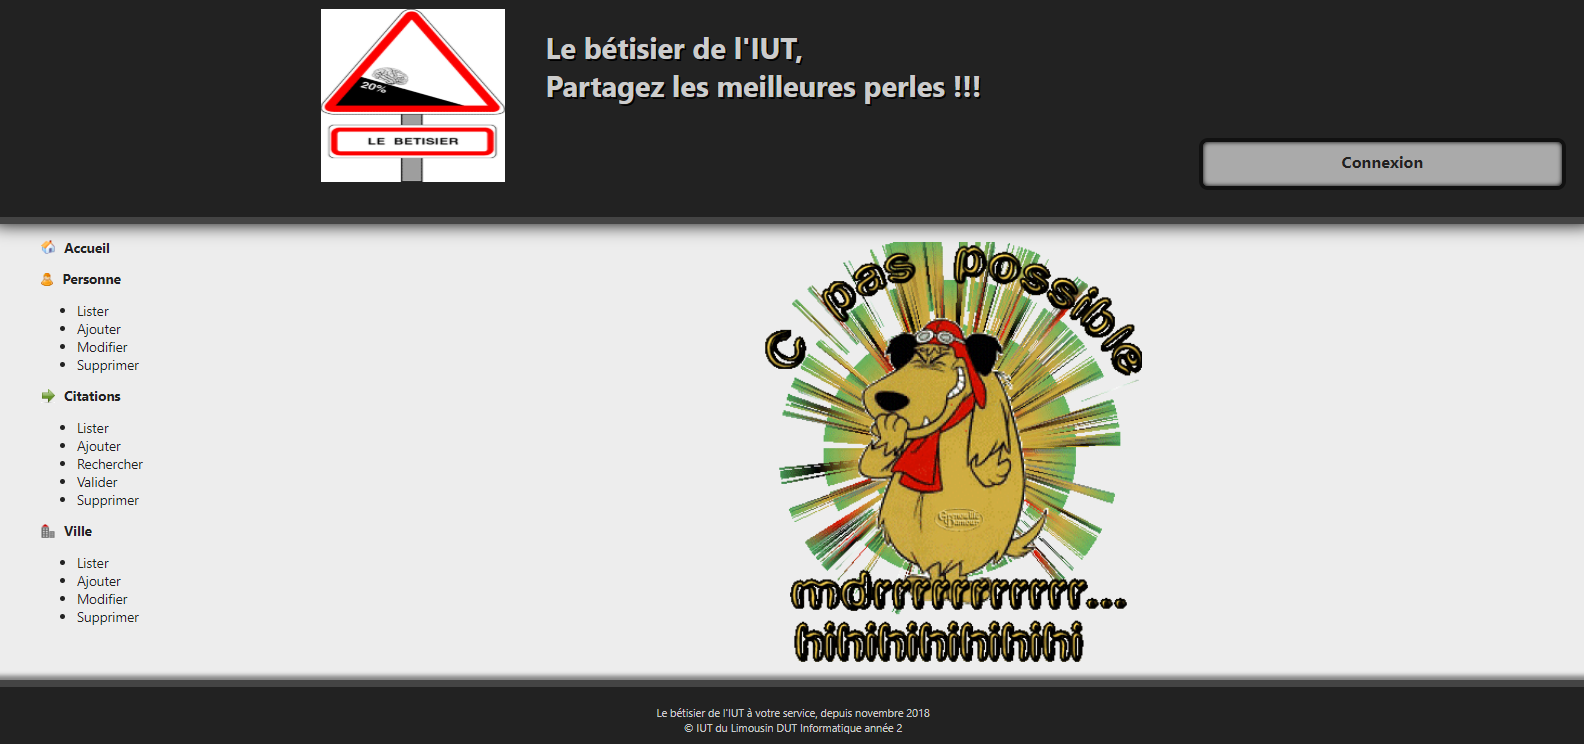 20%
LE BETISIER
Le bétisier de l'IUT,
Partagez les meilleures perles !!!
Connexion
Accueil
Personne
Lister
Ajouter
Modifier
Supprimer
Citations
Lister
Ajouter
Rechercher
Valider
Supprimer
Ville
Lister
Ajouter
Modifier
Supprimer
C pas possible
mdrrrrrrrrrrr...
hihihihihihihi
Le bétisier de l'IUT à votre service, depuis novembre 2018
© IUT du Limousin DUT Informatique année 2